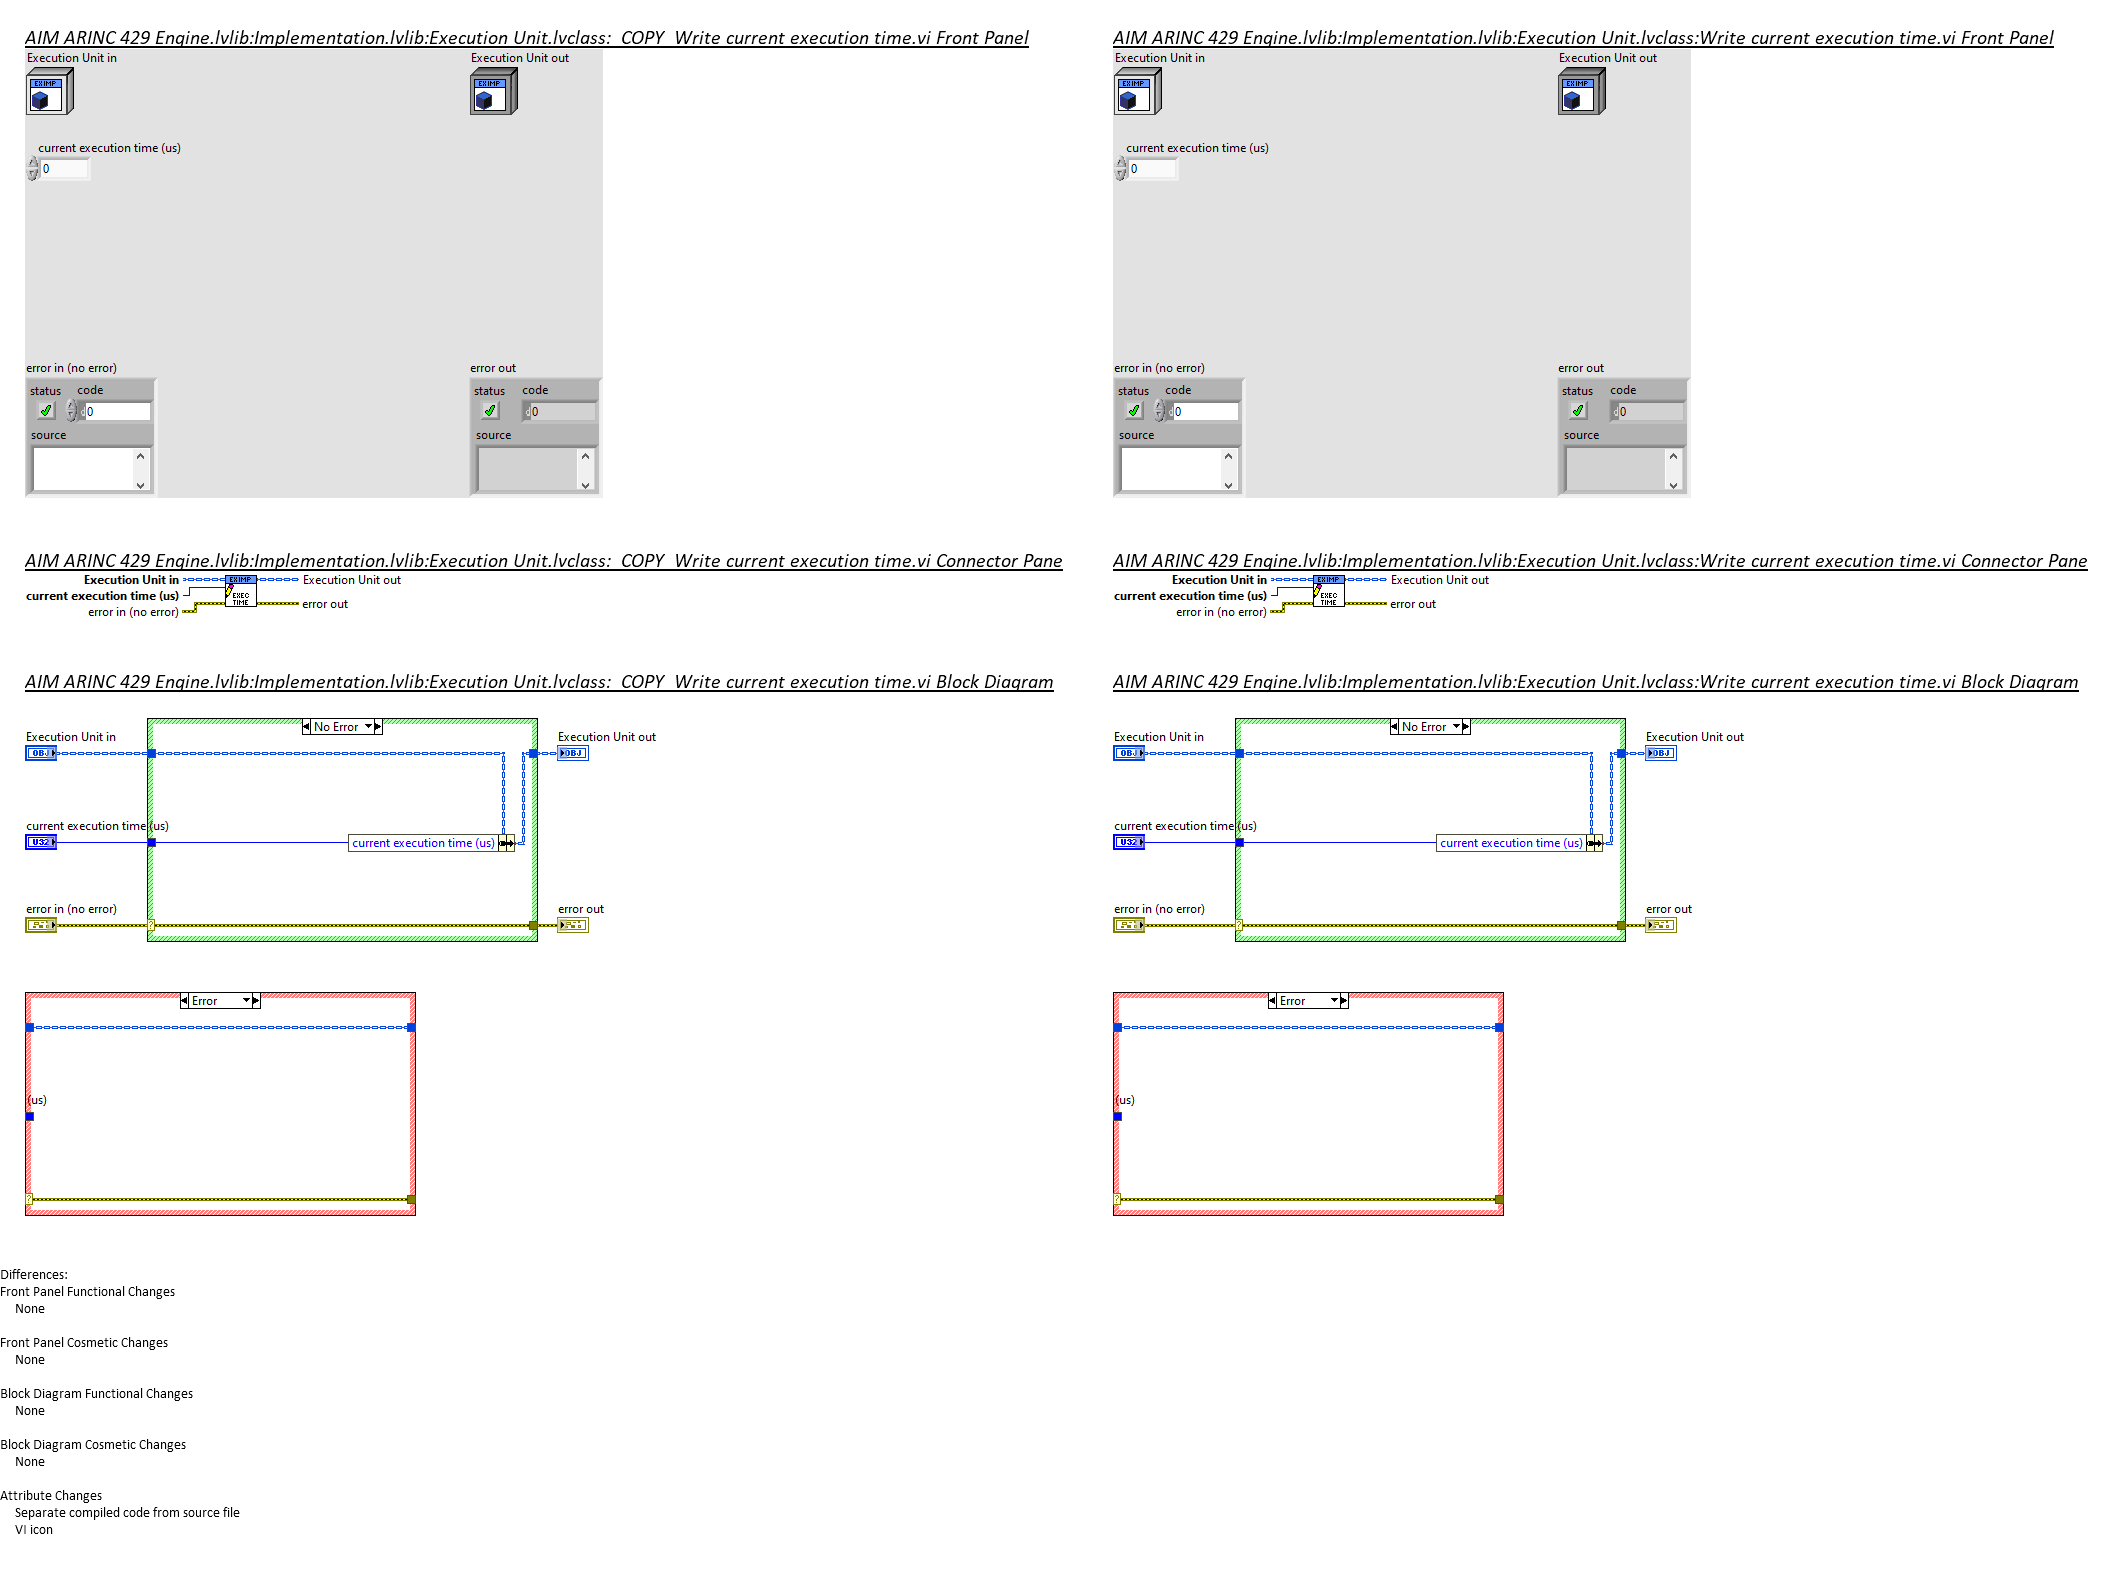 AIM ARINC 429 Engine.lvlib:Implementation.lvlib:Execution Unit.lvclass:  COPY  Write current execution time.vi Front Panel
Execution Unit in
Execution Unit out
EXIMP
EXIMP
current execution time (us)
0
error in (no error)
error out
status code
status code
d0
d0
source
source
AIM ARINC 429 Engine.lvlib:Implementation.lvlib:Execution Unit.lvclass:Write current execution time.vi Front Panel
Execution Unit in
Execution Unit out
EXIMP
EXIMP
current execution time (us)
0
error in (no error)
error out
status code
status code
d0
d0
source
source
AIM ARINC 429 Engine.lvlib:Implementation.lvlib:Execution Unit.lvclass:  COPY  Write current execution time.vi Connector Pane
Execution Unit in
EXIMP
Execution Unit out
current execution time (us)
EXEC
TIME
error in (no error)
error out
AIM ARINC 429 Engine.lvlib:Implementation.lvlib:Execution Unit.lvclass:Write current execution time.vi Connector Pane
Execution Unit in
EXIMP
Execution Unit out
current execution time (us)
EXEC
TIME
error in (no error)
error out
AIM ARINC 429 Engine.lvlib:Implementation.lvlib:Execution Unit.lvclass:  COPY  Write current execution time.vi Block Diagram
No Error
Execution Unit in
OBJ
Execution Unit out
OBJ
current execution time (us)
U32
current execution time (us)
error in (no error)
?
error out
Error
(us)
?
AIM ARINC 429 Engine.lvlib:Implementation.lvlib:Execution Unit.lvclass:Write current execution time.vi Block Diagram
No Error
Execution Unit in
OBJ
Execution Unit out
OBJ
current execution time (us)
U32
current execution time (us)
error in (no error)
?
error out
Error
(us)
?
Differences:
Front Panel Functional Changes
None
Front Panel Cosmetic Changes
None
Block Diagram Functional Changes
None
Block Diagram Cosmetic Changes
None
Attribute Changes
Separate compiled code from source file
VI icon